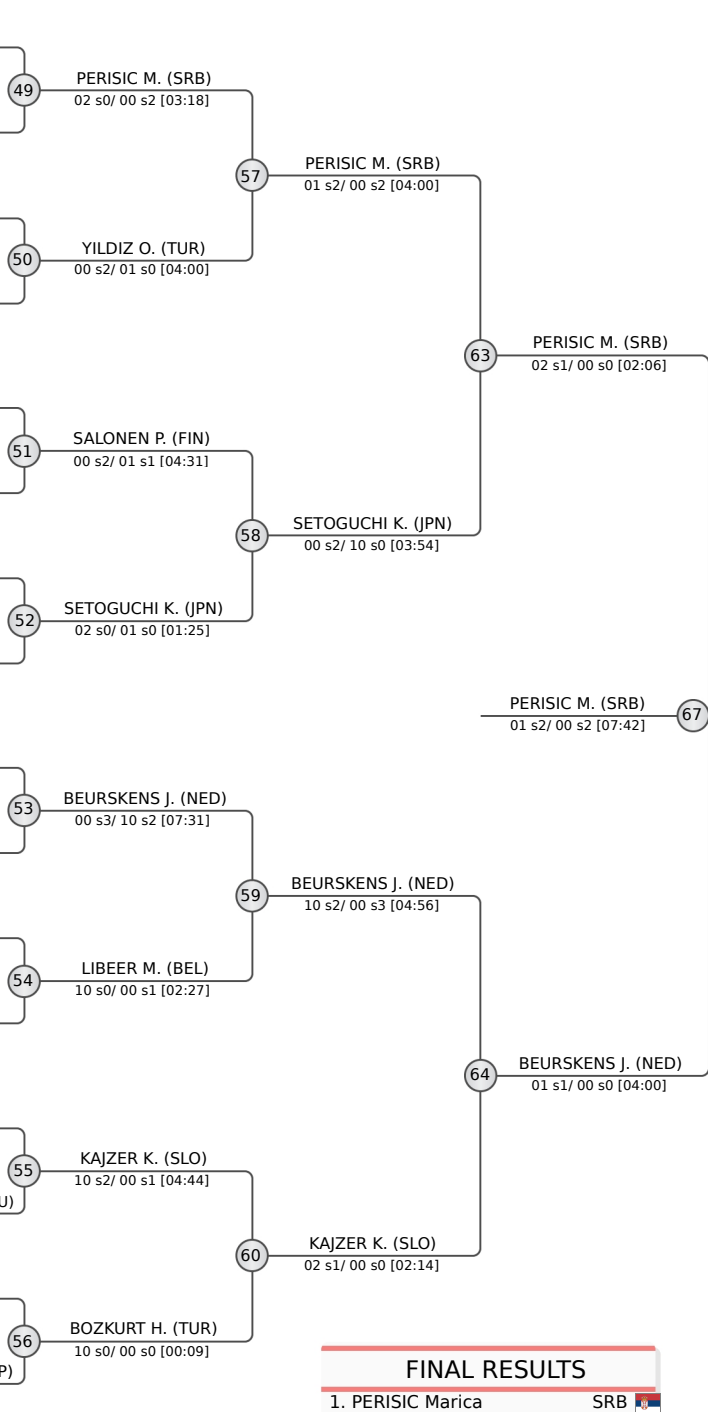 49
PERISIC M. (SRB)
02 s0/ 00 s2 [03:18]
57
PERISIC M. (SRB)
01 s2/ 00 s2 [04:00]
50
YILDIZ O. (TUR)
00 s2/ 01 s0 [04:00]
63
PERISIC M. (SRB)
02 s1/ 00 s0 [02:06]
51
SALONEN P. (FIN)
00 s2/ 01 s1 [04:31]
58
SETOGUCHI K. (JPN)
00 s2/ 10 s0 [03:54]
52
SETOGUCHI K. (JPN)
02 s0/ 01 s0 [01:25]
PERISIC M. (SRB)
01 s2/ 00 s2 [07:42]
67
53
BEURSKENS J. (NED)
00 s3/ 10 s2 [07:31]
59
BEURSKENS J. (NED)
10 s2/ 00 s3 [04:56]
54
LIBEER M. (BEL)
10 s0/ 00 s1 [02:27]
64
BEURSKENS J. (NED)
01 s1/ 00 s0 [04:00]
55
KAJZER K. (SLO)
10 s2/ 00 s1 [04:44]
U)
60
KAJZER K. (SLO)
02 s1/ 00 s0 [02:14]
56
BOZKURT H. (TUR)
10 s0/ 00 s0 [00:09]
P)
FINAL RESULTS
1. PERISIC Marica SRB